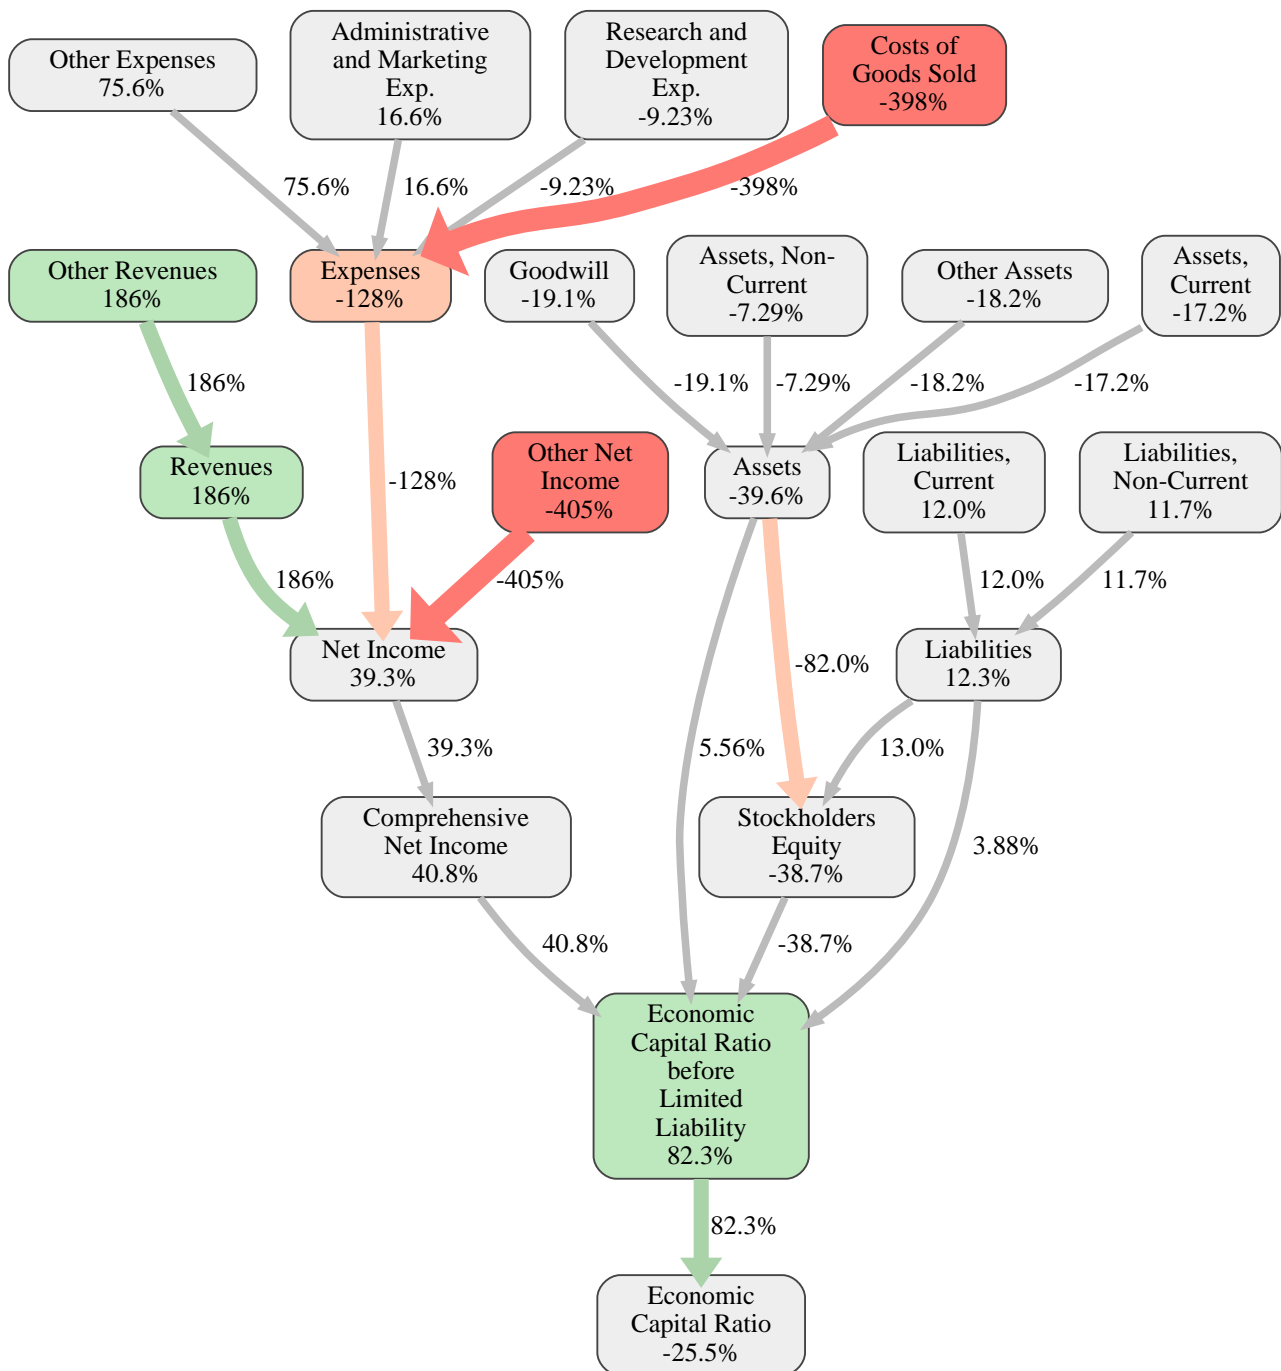 Other Expenses
75.6%
Administrative
and Marketing
Exp.
16.6%
Research and
Development
Exp.
-9.23%
Costs of
Goods Sold
-398%
75.6%
16.6%
-9.23%
-398%
Other Revenues
186%
Expenses
-128%
Goodwill
-19.1%
Assets, Non-
Current
-7.29%
Other Assets
-18.2%
Assets,
Current
-17.2%
186%
-19.1%
-7.29%
-18.2%
-17.2%
Revenues
186%
-128%
Other Net
Income
-405%
Assets
-39.6%
Liabilities,
Current
12.0%
Liabilities,
Non-Current
11.7%
186%
-405%
12.0%
11.7%
Net Income
39.3%
-82.0%
Liabilities
12.3%
39.3%
5.56%
13.0%
Comprehensive
Net Income
40.8%
Stockholders
Equity
-38.7%
3.88%
40.8%
-38.7%
Economic
Capital Ratio
before
Limited
Liability
82.3%
82.3%
Economic
Capital Ratio
-25.5%